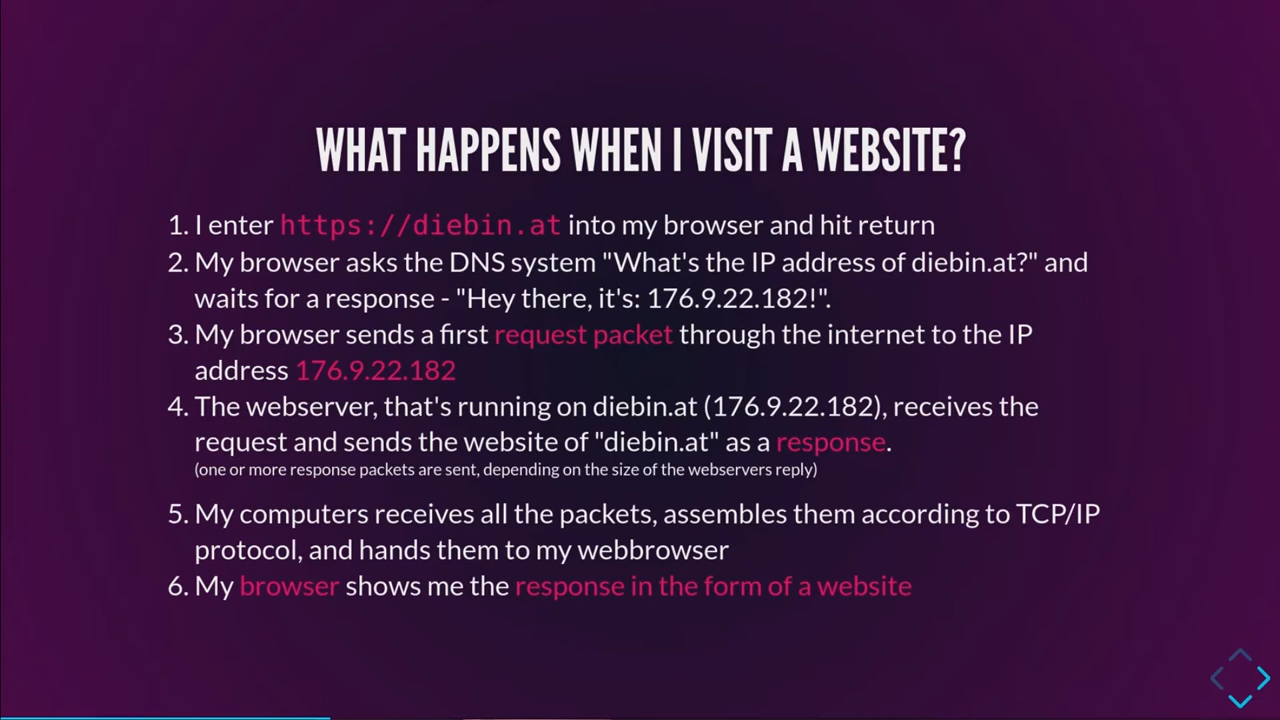 WHAT HAPPENS WHEN I VISIT A WEBSITE?
1. I enter https://diebin.at into my browser and hit return
2. My browser asks the DNS system "What's the IP address of diebin.at?" and
waits for a response - "Hey there, it's: 176.9.22.182!".
3. My browser sends a first request packet through the internet to the IP
address 176.9.22.182
4. The webserver, that's running on diebin.at (176.9.22.182), receives the
request and sends the website of "diebin.at" as a response.
(one or more response packets are sent, depending on the size of the webservers reply)
5. My computers receives all the packets, assembles them according to TCP/IP
protocol, and hands them to my webbrowser
6. My browser shows me the response in the form of a website